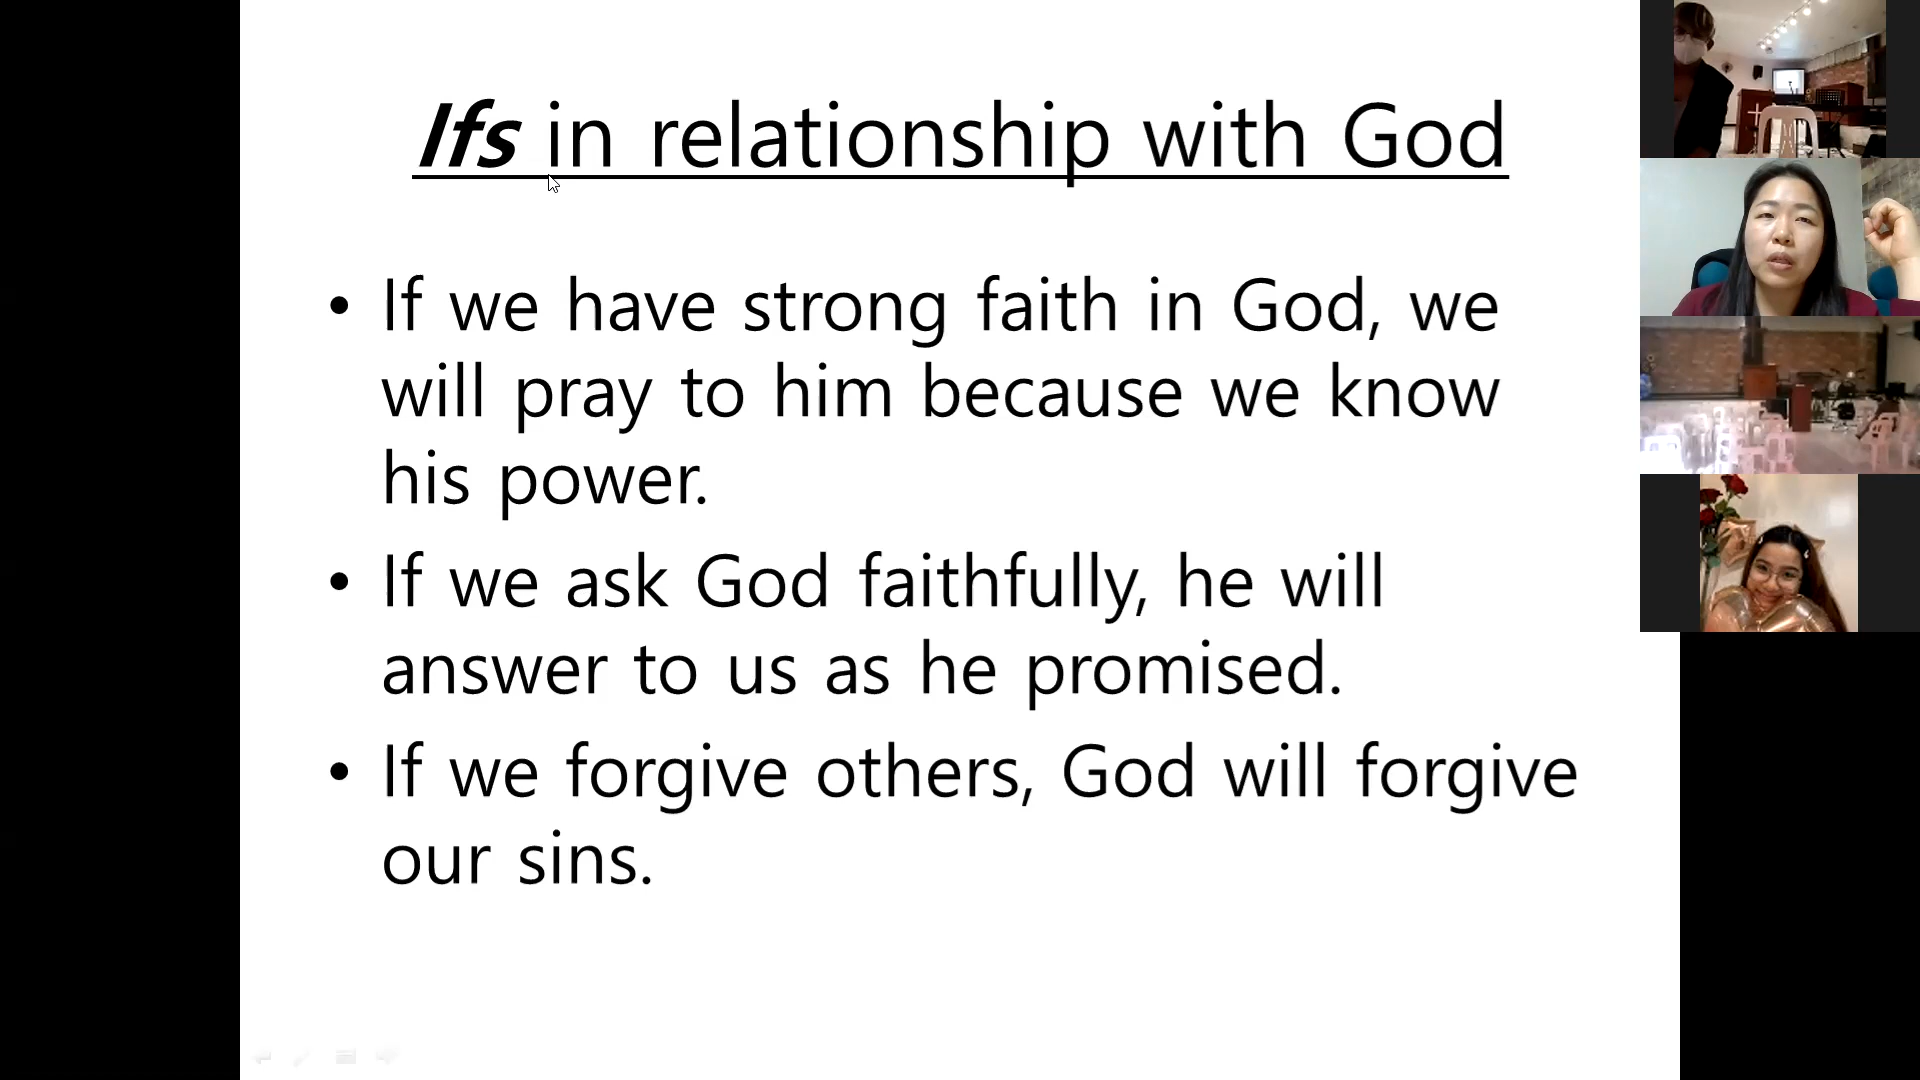 Ifs in relationship with God
• If we have strong faith in God, we
will pray to him because we know
his power.
• If we ask God faithfully, he will
answer to us as he promised.
• If we forgive others, God will forgive
our sins.